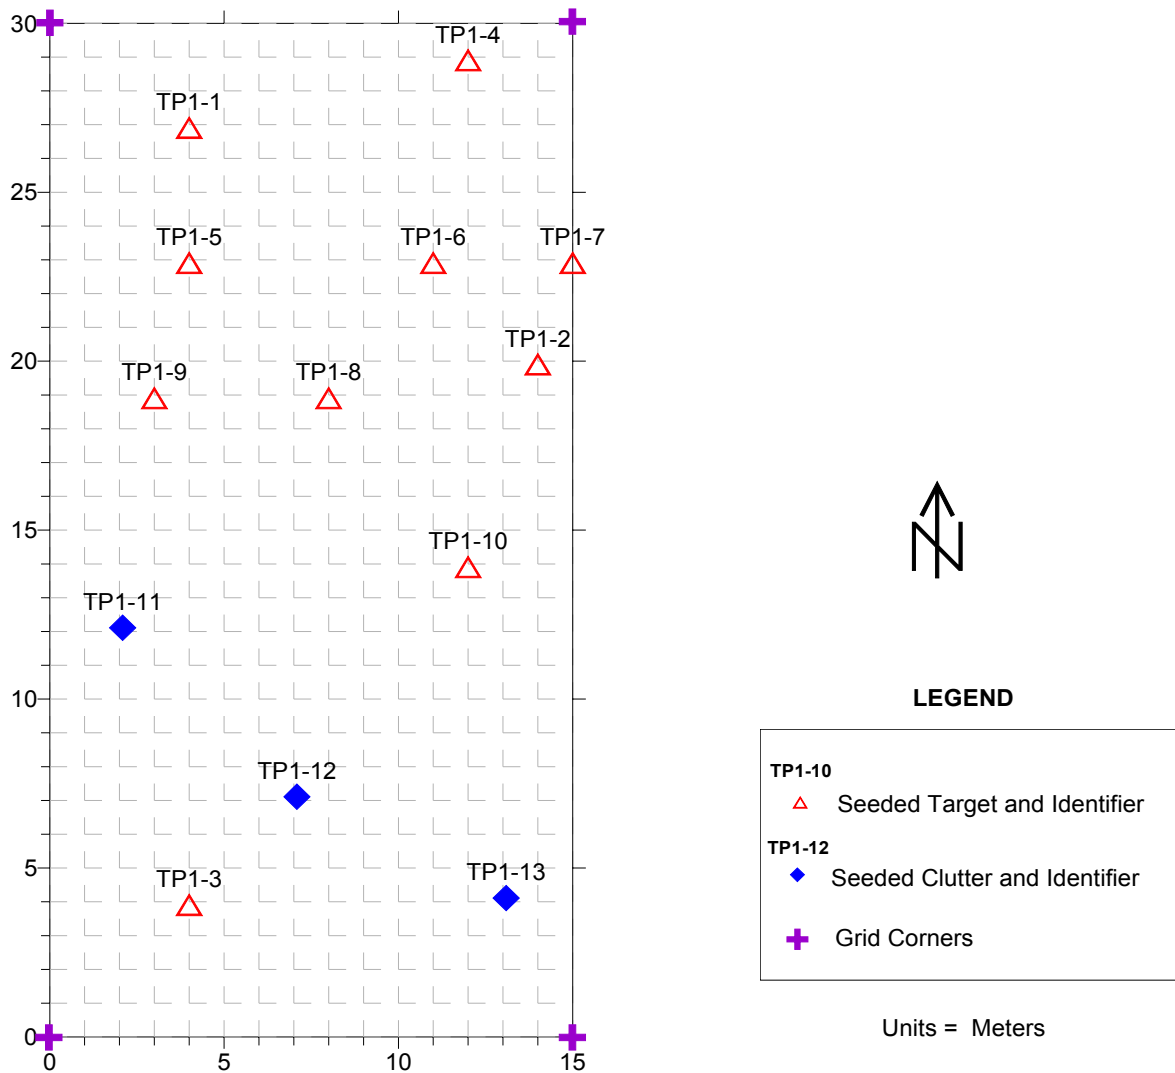 30
TP1-4
TP1-1
25
TP1-5
TP1-6
TP1-7
TP1-2
20
TP1-9
TP1-8
15
TP1-10
TP1-11
10
TP1-12
5
TP1-3
TP1-13
0
0
5
10
15
N
LEGEND
TP1-10
Seeded Target and Identifier
TP1-12
Seeded Clutter and Identifier
Grid Corners
Units = Meters